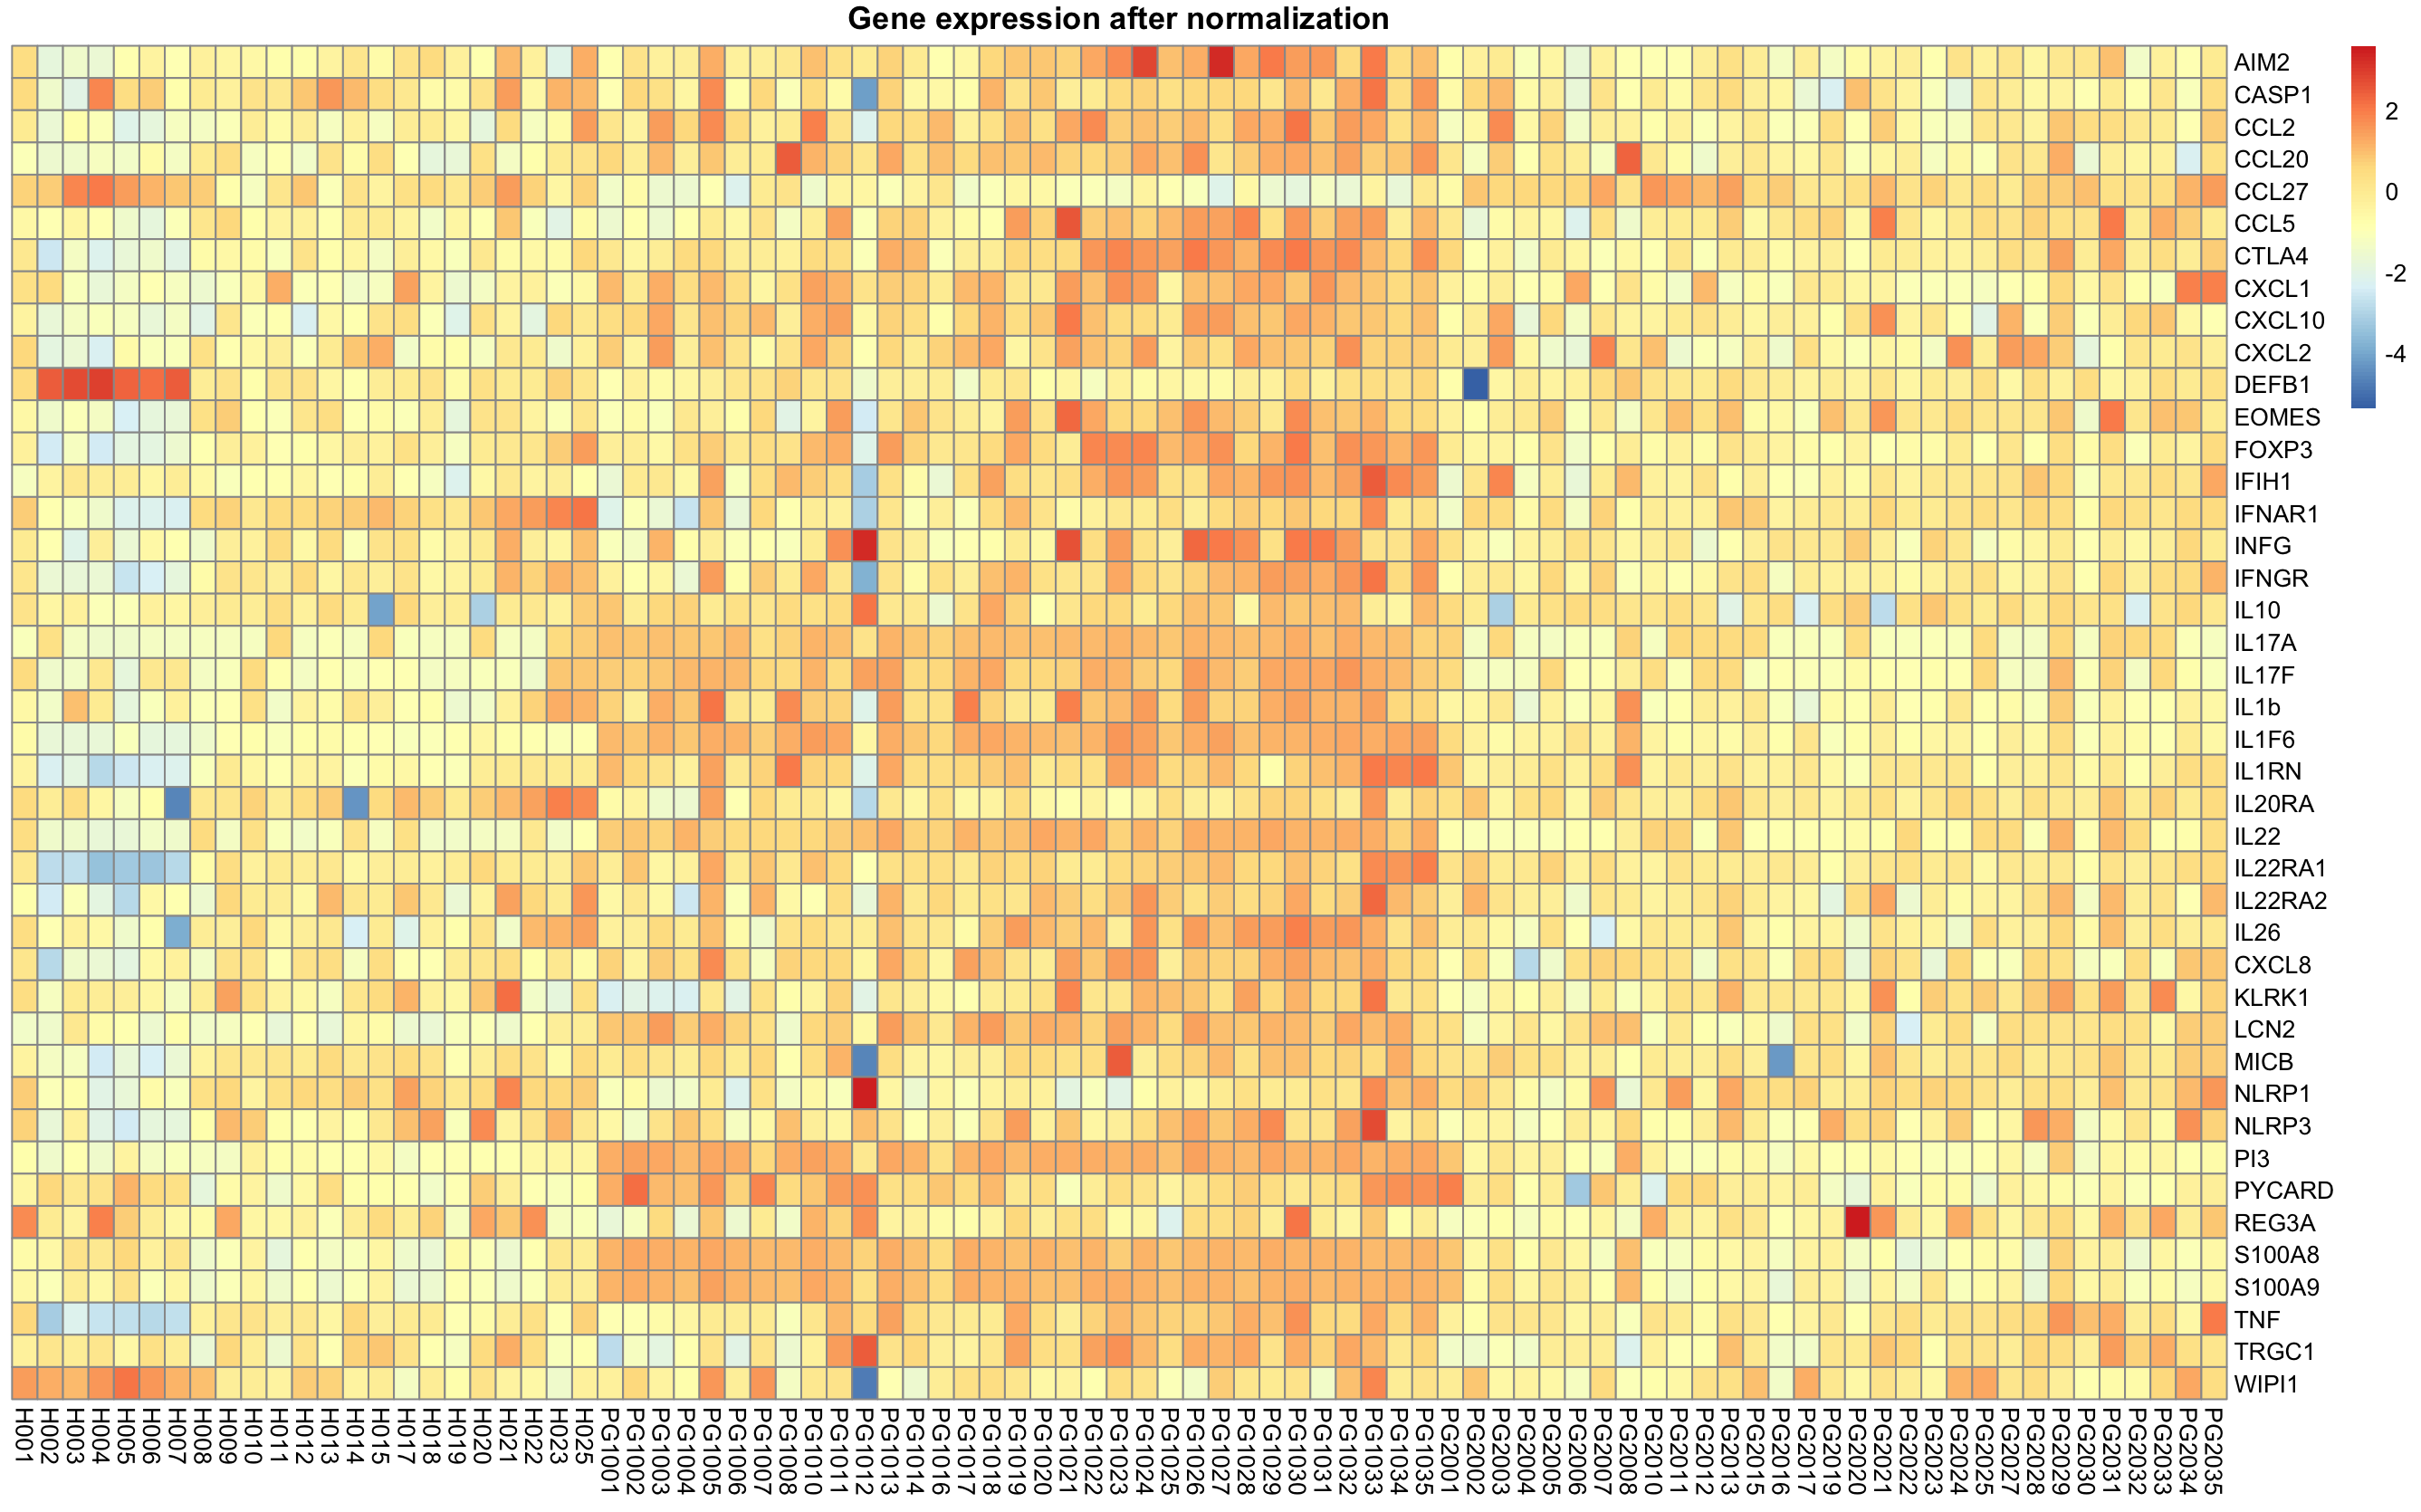 Gene expression after normalization
AIM2
CASP1
CCL2
CCL20
CCL27
CCL5
CTLA4
CXCL1
CXCL10
CXCL2
DEFB1
EOMES
FOXP3
IFIH1
IFNAR1
INFG
IFNGR
IL10
IL17A
IL17F
IL1b
IL1F6
IL1RN
IL20RA
IL22
IL22RA1
IL22RA2
IL26
CXCL8
KLRK1
LCN2
MICB
NLRP1
NLRP3
PI3
PYCARD
REG3A
S100A8
S100A9
TNF
TRGC1
WIPI1
2
0
-2
-4
H001
H002
H003
H004
H005
H006
H007
H008
H009
H010
H011
H012
H013
H014
H015
H017
H018
H019
H020
H021
H022
H023
H025
PG1001
PG1002
PG1003
PG1004
PG1005
PG1006
PG1007
PG1008
PG1010
PG1011
PG1012
PG1013
PG1014
PG1016
PG1017
PG1018
PG1019
PG1020
PG1021
PG1022
PG1023
PG1024
PG1025
PG1026
PG1027
PG1028
PG1029
PG1030
PG1031
PG1032
PG1033
PG1034
PG1035
PG2001
PG2002
PG2003
PG2004
PG2005
PG2006
PG2007
PG2008
PG2010
PG2011
PG2012
PG2013
PG2015
PG2016
PG2017
PG2019
PG2020
PG2021
PG2022
PG2023
PG2024
PG2025
PG2026
PG2028
PG2029
PG2030
PG2031
PG2032
PG2033
PG2034
PG2035